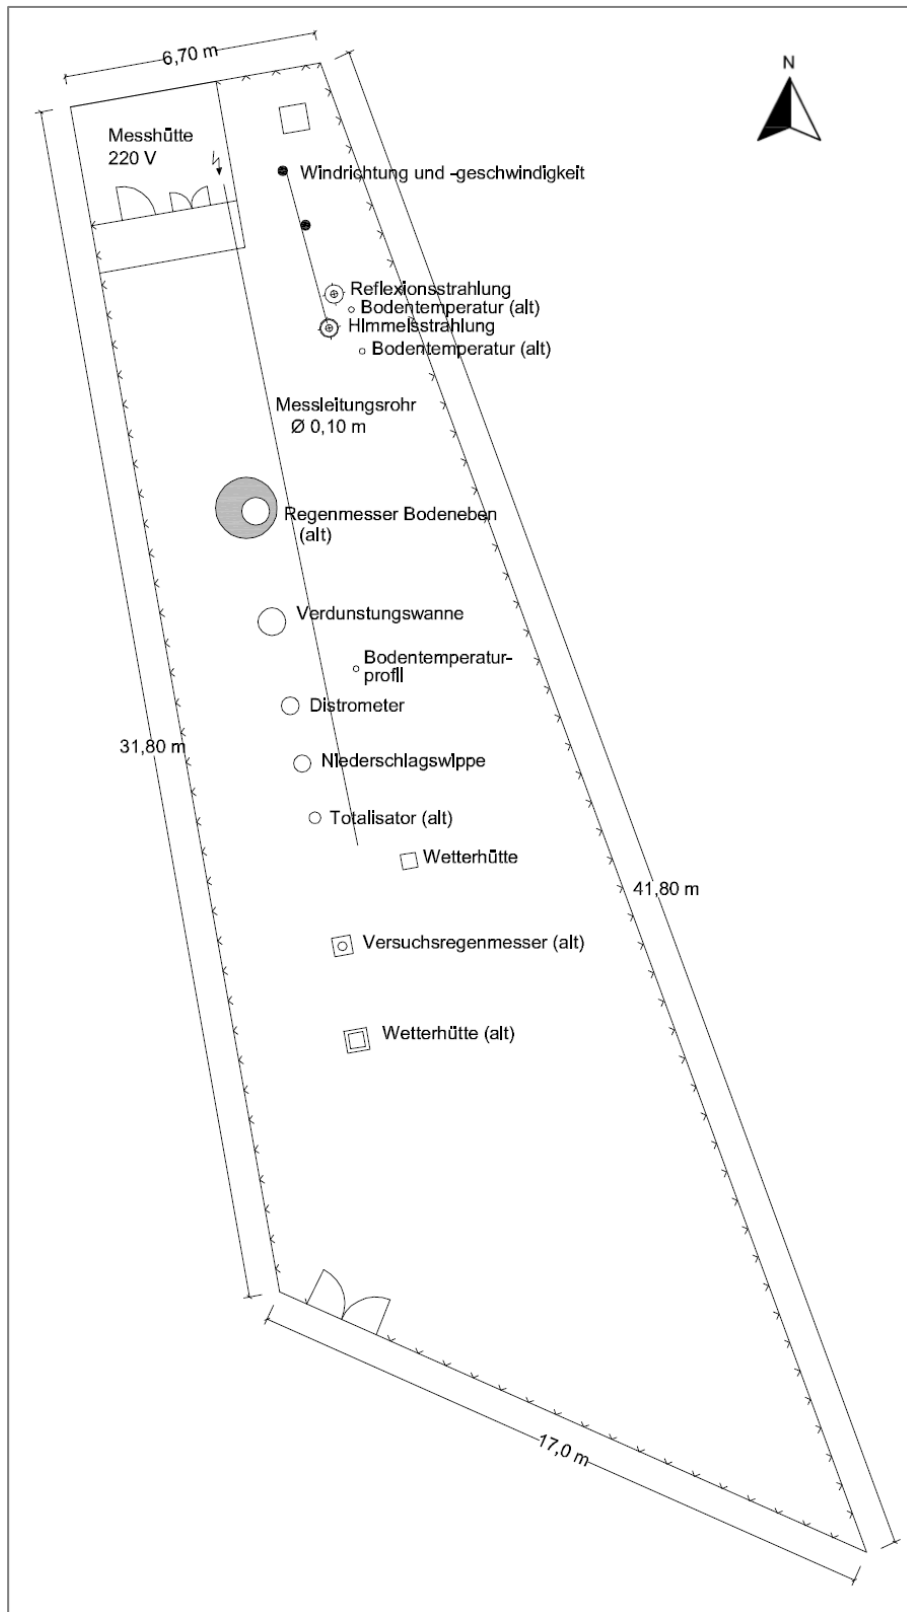 6,70 m
N
Messhütte
220 V
Windrichtung und -geschwindigkeit
Reflexionsstrahlung
Bodentemperatur (alt)
HImmelsstrahlung
Bodentemperatur (alt)
Messleitungsrohr
Ø 0,10 m
Regenmesser Bodeneben
(alt)
Verdunstungswanne
Bodentemperatur-
profIl
Distrometer
31,80 m
Niederschlagswippe
Totalisator (alt)
Wetterhütte
41,80 m
Versuchsregenmesser (alt)
Wetterhütte (alt)
17,0 m